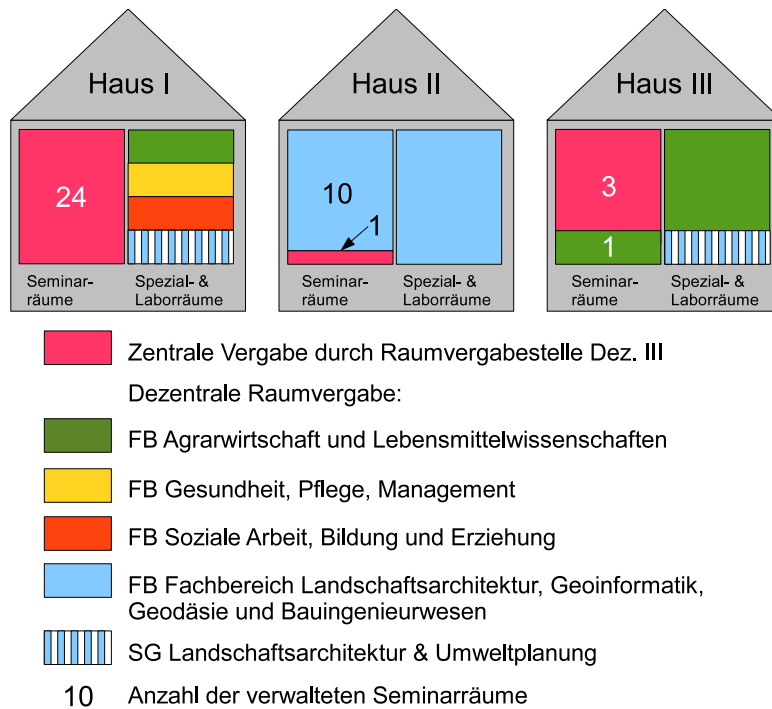 Haus I
Haus II
Haus III
24
10
1
3
1
Seminar-
räume
Spezial- &
Laborräume
Seminar-
räume
Spezial- &
Laborräume
Seminar-
räume
Spezial- &
Laborräume
Zentrale Vergabe durch Raumvergabestelle Dez. III
Dezentrale Raumvergabe:
FB Agrarwirtschaft und Lebensmittelwissenschaften
FB Gesundheit, Pflege, Management
FB Soziale Arbeit, Bildung und Erziehung
FB Fachbereich Landschaftsarchitektur, Geoinformatik,
Geodäsie und Bauingenieurwesen
SG Landschaftsarchitektur & Umweltplanung
10 Anzahl der verwalteten Seminarräume